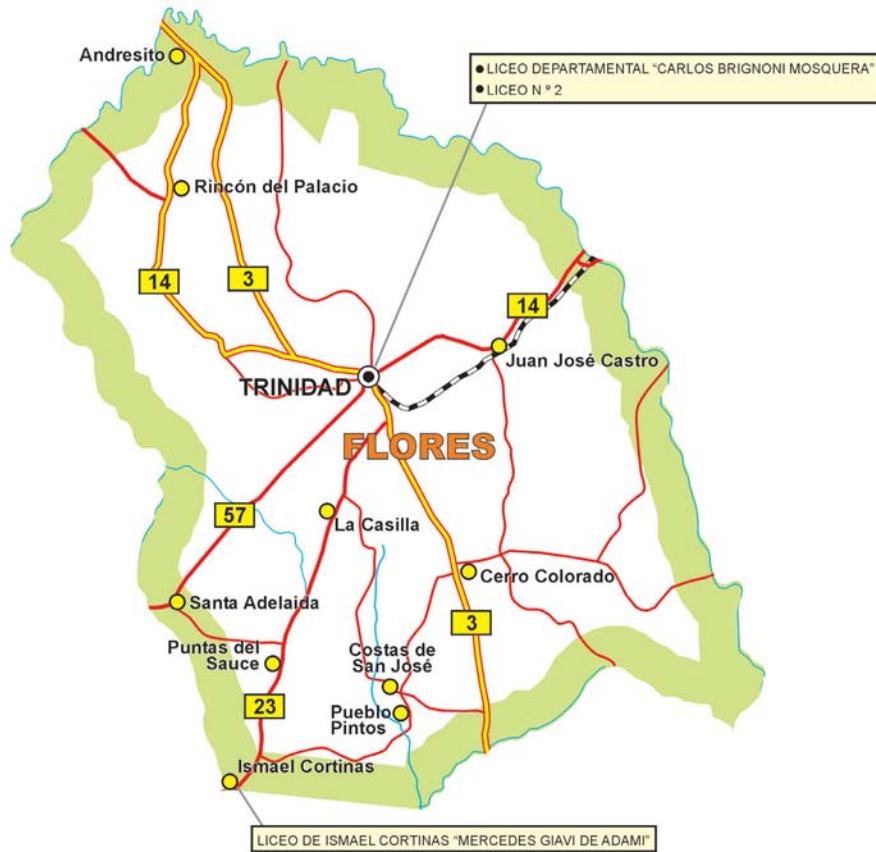 Andresito
● LICEO DEPARTAMENTAL “CARLOS BRIGNONI MOSQUERA”
● LICEO N º 2
Rincón del Palacio
14
3
14
Juan José Castro
TRINIDAD
FLORES
57
La Casilla
Cerro Colorado
Santa Adelaida
3
Puntas del
Sauce
Costas de
San José
23
Pueblo
Pintos
Ismael Cortinas
LICEO DE ISMAEL CORTINAS “MERCEDES GIAVI DE ADAMI”